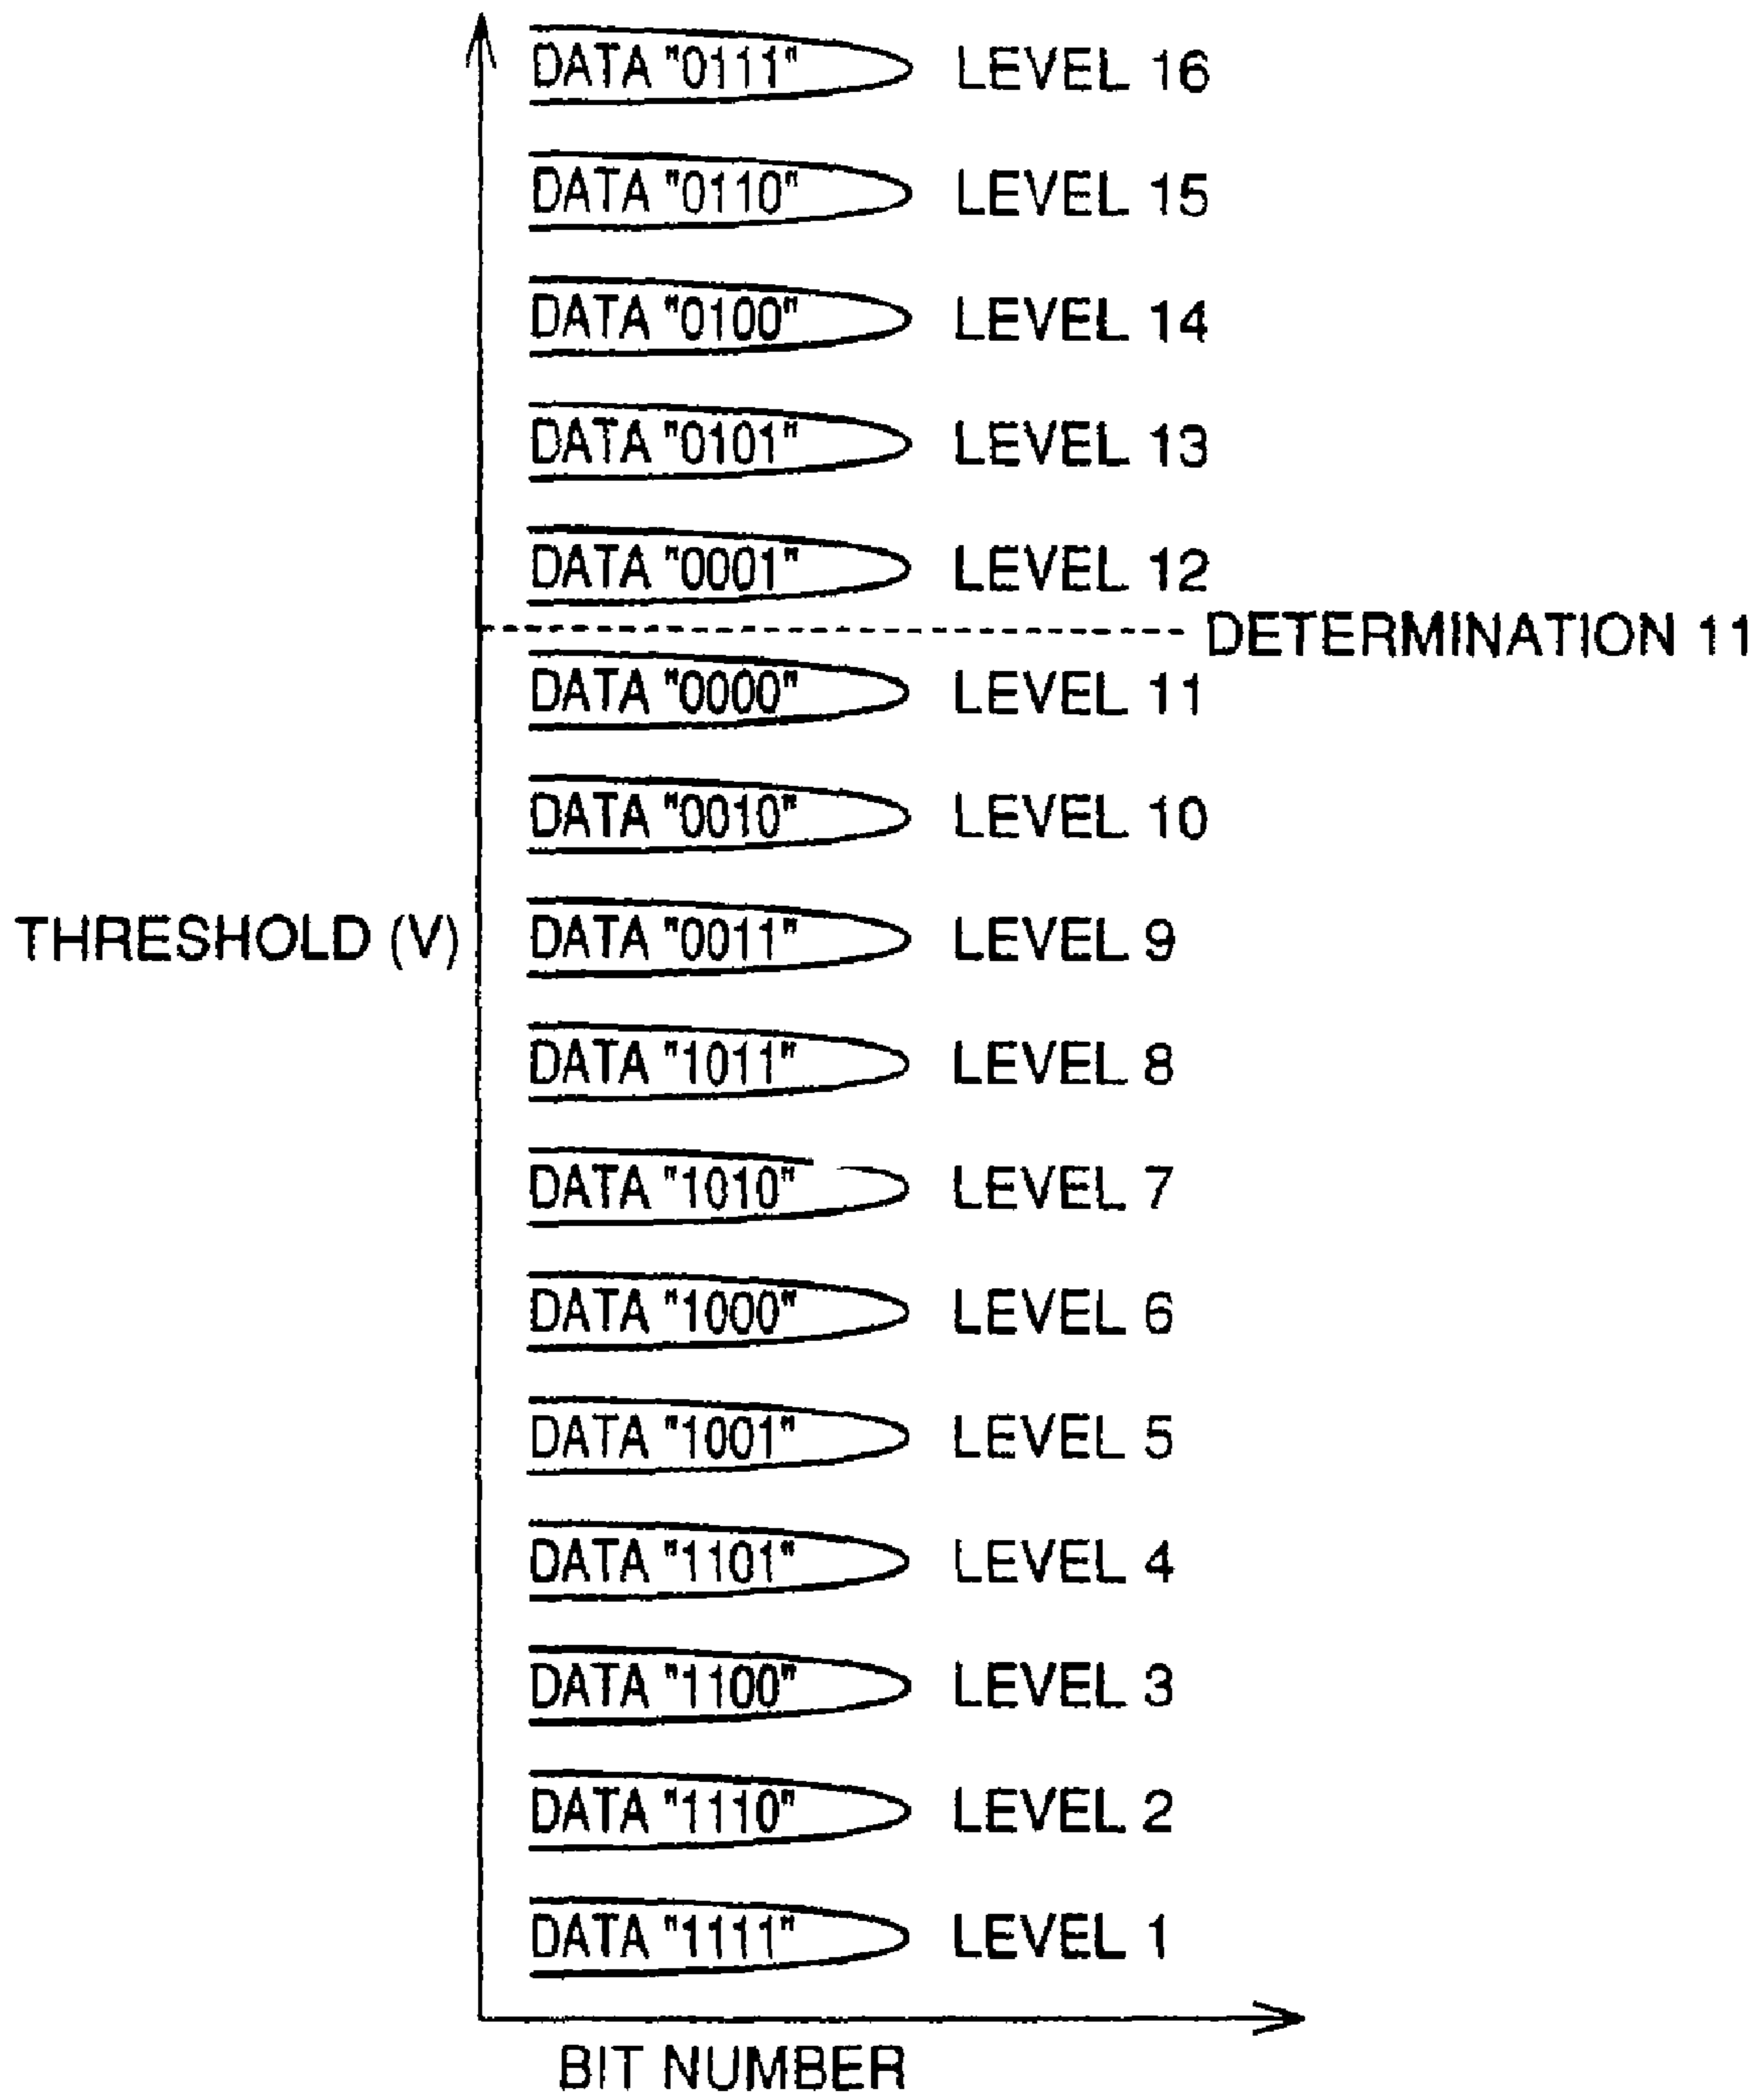 DATA "0111" LEVEL 16
DATA "0110" LEVEL 15
DATA "0100" LEVEL 14
DATA "0101" LEVEL 13
DATA "0001" LEVEL 12
DETERMINATION 11
DATA "0000" LEVEL 11
DATA "0010" LEVEL 10
THRESHOLD (V)
DATA "0011" LEVEL 9
DATA "1011" LEVEL 8
DATA "1010" LEVEL 7
DATA "1000" LEVEL 6
DATA "1001" LEVEL 5
DATA "1101" LEVEL 4
DATA "1100" LEVEL 3
DATA "1110" LEVEL 2
DATA "1111" LEVEL 1
BIT NUMBER